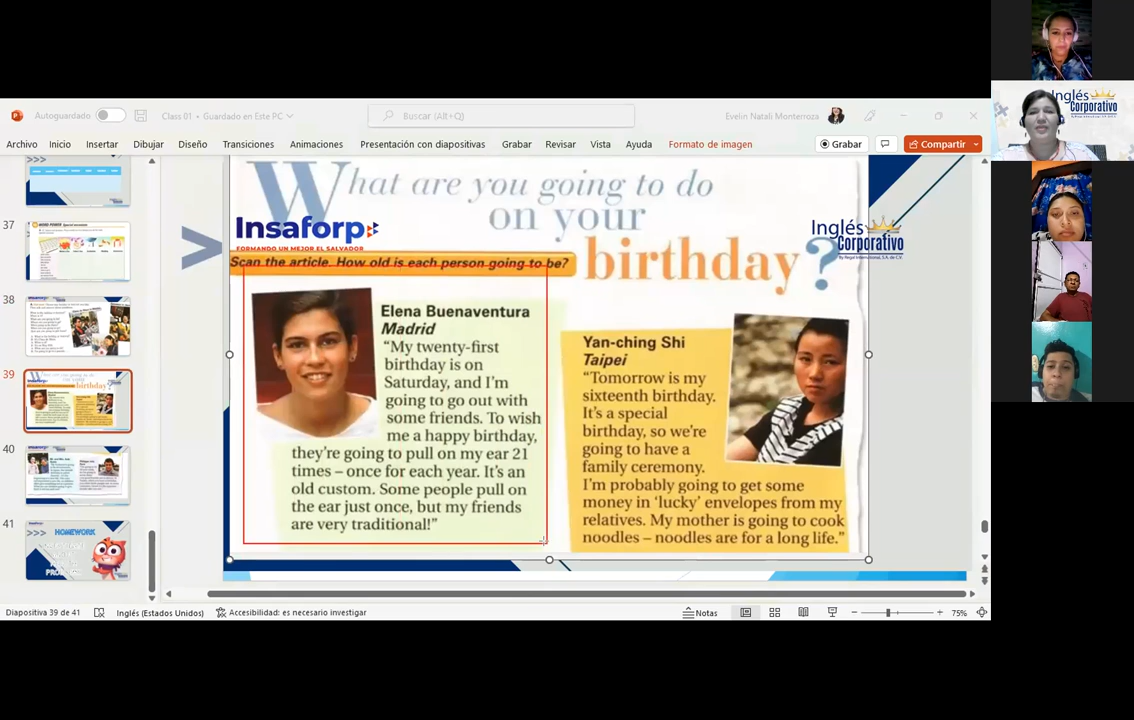 Autoguardado
Class 01 • Guardado en Este PC
Buscar (Alt+Q)
Evelin Natali Monterroza
Archivo Inicio Insertar Dibujar Diseño Transiciones Animaciones Presentación con diapositivas Grabar Revisar Vista Ayuda Formato de imagen
Grabar
Compartir
37
38
39
40
41
HOMEWORK
What are you going to do
on your
birthday?
Insaforp
FORMANDO UN MEJOR EL SALVADOR
Inglés
Corporativo
Scan the article. How old is each person going to be?
Elena Buenaventura
Madrid
“My twenty-first
birthday is on
Saturday, and I’m
going to go out with
some friends. To wish
me a happy birthday,
they’re going to pull on my ear 21
times – once for each year. It’s an
old custom. Some people pull on
the ear just once, but my friends
are very traditional!”
Yan-ching Shi
Taipei
“Tomorrow is my
sixteenth birthday.
It’s a special
birthday, so we’re
going to have a
family ceremony.
I’m probably going to get some
money in ‘lucky’ envelopes from my
relatives. My mother is going to cook
noodles – noodles are for a long life.”
Diapositiva 39 de 41
Inglés (Estados Unidos)
Accesibilidad: es necesario investigar
Notas
75%
Inglés
Corporativo